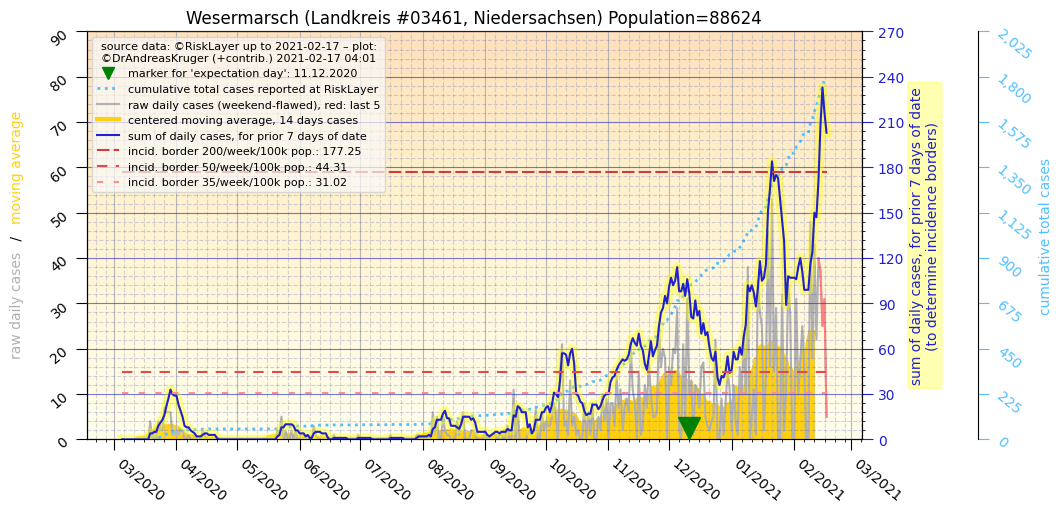 Wesermarsch (Landkreis #03461, Niedersachsen) Population=88624
source data: ©RiskLayer up to 2021-02-17 – plot:
©DrAndreasKruger (+contrib.) 2021-02-17 04:01
marker for 'expectation day': 11.12.2020
cumulative total cases reported at RiskLayer
raw daily cases (weekend-flawed), red: last 5
centered moving average, 14 days cases
sum of daily cases, for prior 7 days of date
incid. border 200/week/100k pop.: 177.25
incid. border 50/week/100k pop.: 44.31
incid. border 35/week/100k pop.: 31.02
raw daily cases / moving average
90
80
70
60
50
40
30
20
10
0
270
240
210
180
150
120
90
60
30
0
sum of daily cases, for prior 7 days of date
(to determine incidence borders)
2,025
1,800
1,575
1,350
1,125
900
675
450
225
0
cumulative total cases
03/2020
04/2020
05/2020
06/2020
07/2020
08/2020
09/2020
10/2020
11/2020
12/2020
01/2021
02/2021
03/2021